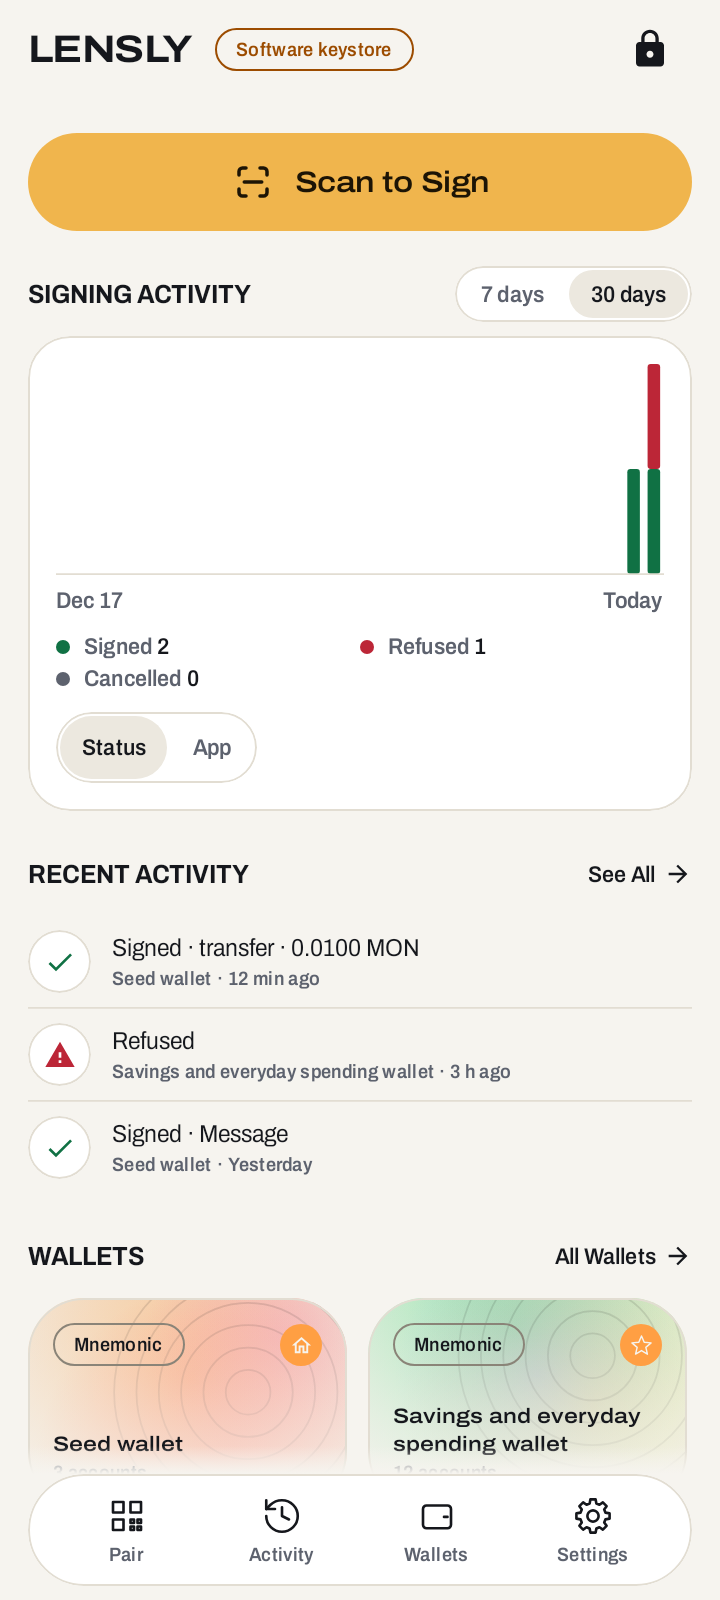 LENSLY
Software keystore
Scan to Sign
SIGNING ACTIVITY
7 days
30 days
Dec 17
Today
Signed 2
Refused 1
Cancelled 0
Status
App
RECENT ACTIVITY
See All
Signed · transfer · 0.0100 MON
Seed wallet · 12 min ago
Refused
Savings and everyday spending wallet · 3 h ago
Signed · Message
Seed wallet · Yesterday
WALLETS
All Wallets
Mnemonic
Seed wallet
Mnemonic
Savings and everyday
spending wallet
Pair
Activity
Wallets
Settings